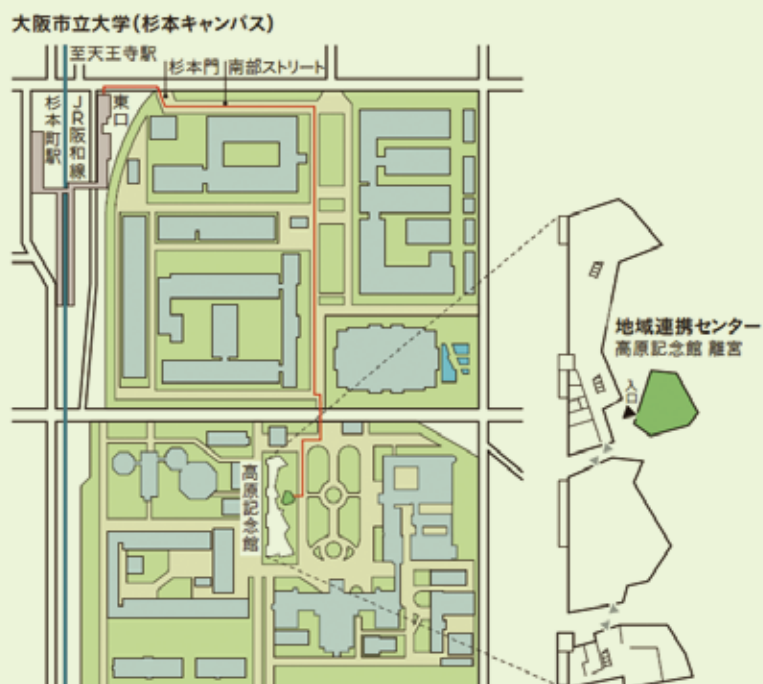 大阪市立大学(杉本キャンパス)
至天王寺駅
杉本門
南部ストリート
杉本町駅
JR阪和線
東口
地域連携センター
高原記念館 離宮
入口
高原記念館